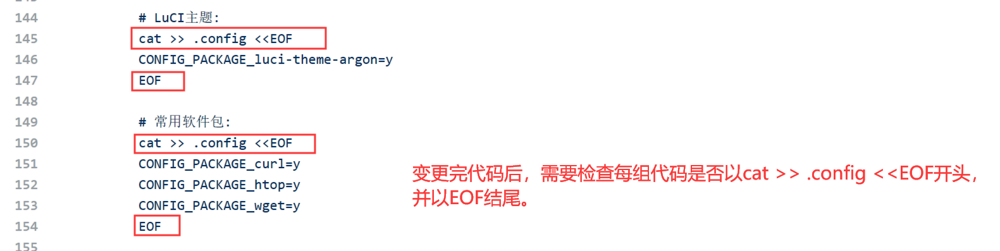 144 # LuCI主题:
145 cat >> .config <<EOF
146 CONFIG_PACKAGE_luci-theme-argon=y
147 EOF
148
149 # 常用软件包:
150 cat >> .config <<EOF
151 CONFIG_PACKAGE_curl=y
152 CONFIG_PACKAGE_htop=y
153 CONFIG_PACKAGE_wget=y
154 EOF
155
变更完代码后，需要检查每组代码是否以cat >> .config <<EOF开头，
并以EOF结尾。